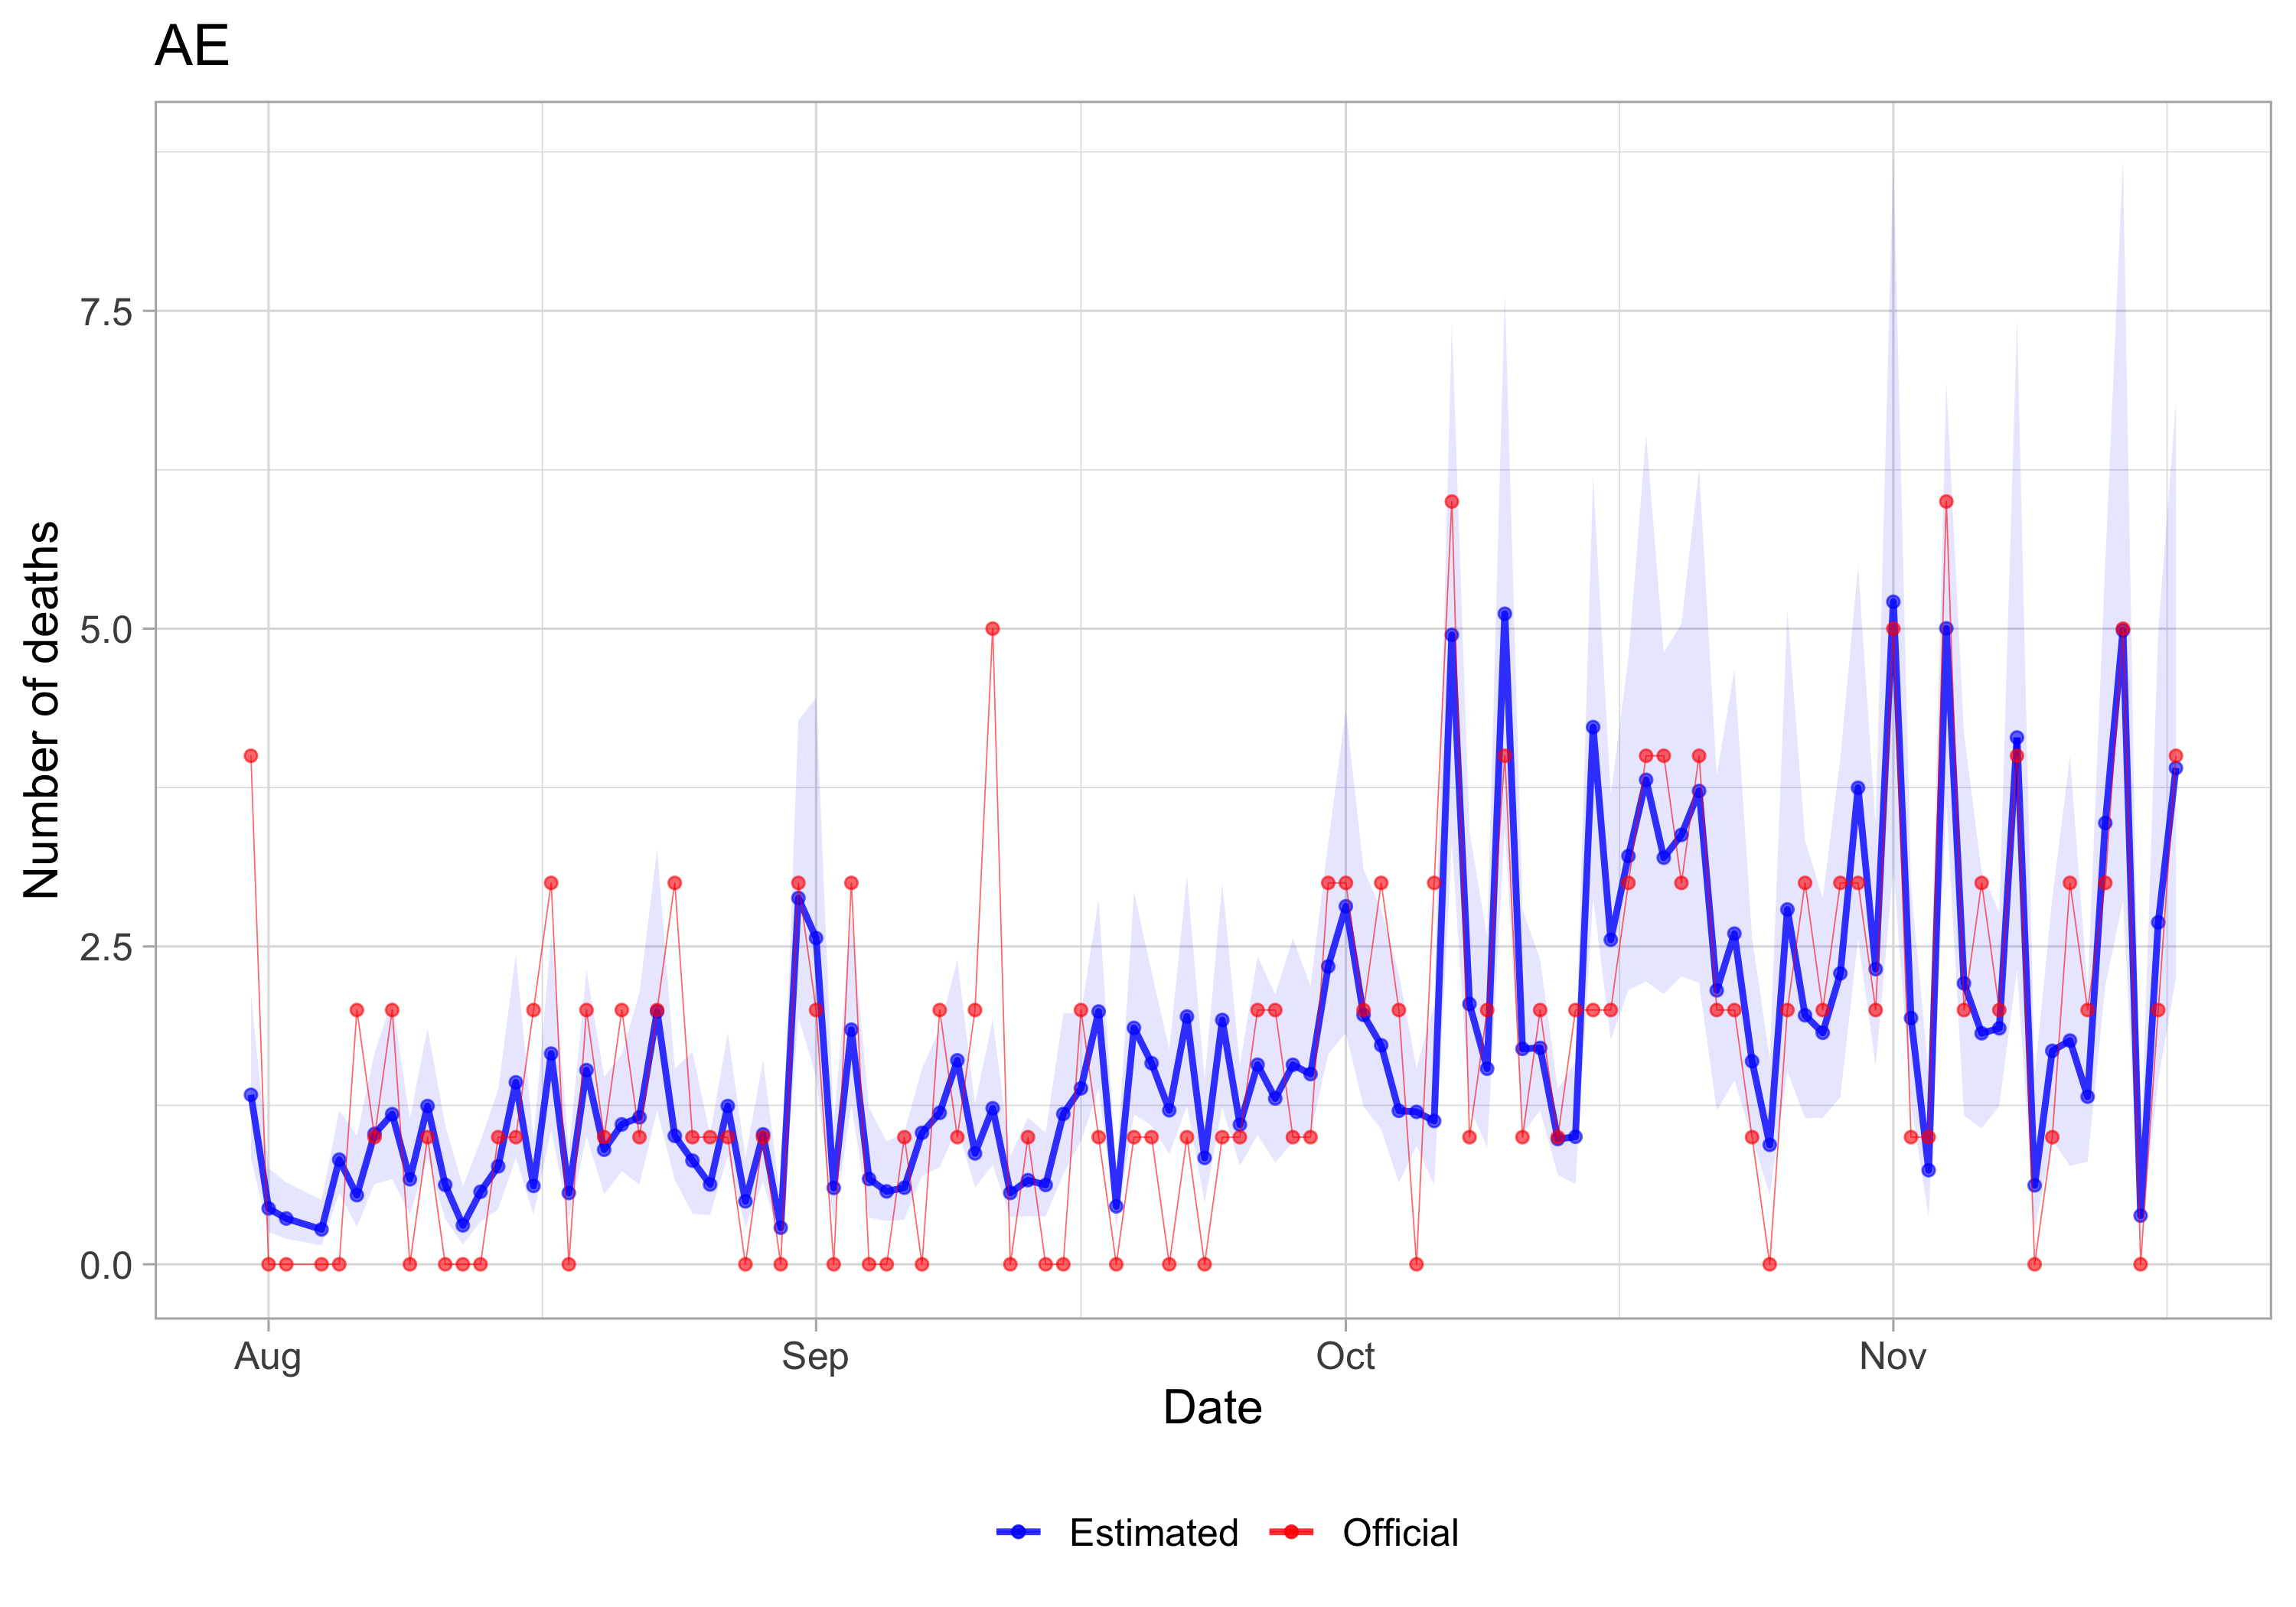 AE
Number of deaths
7.5
5.0
2.5
0.0
Aug Sep Oct Nov
Date
Estimated Official